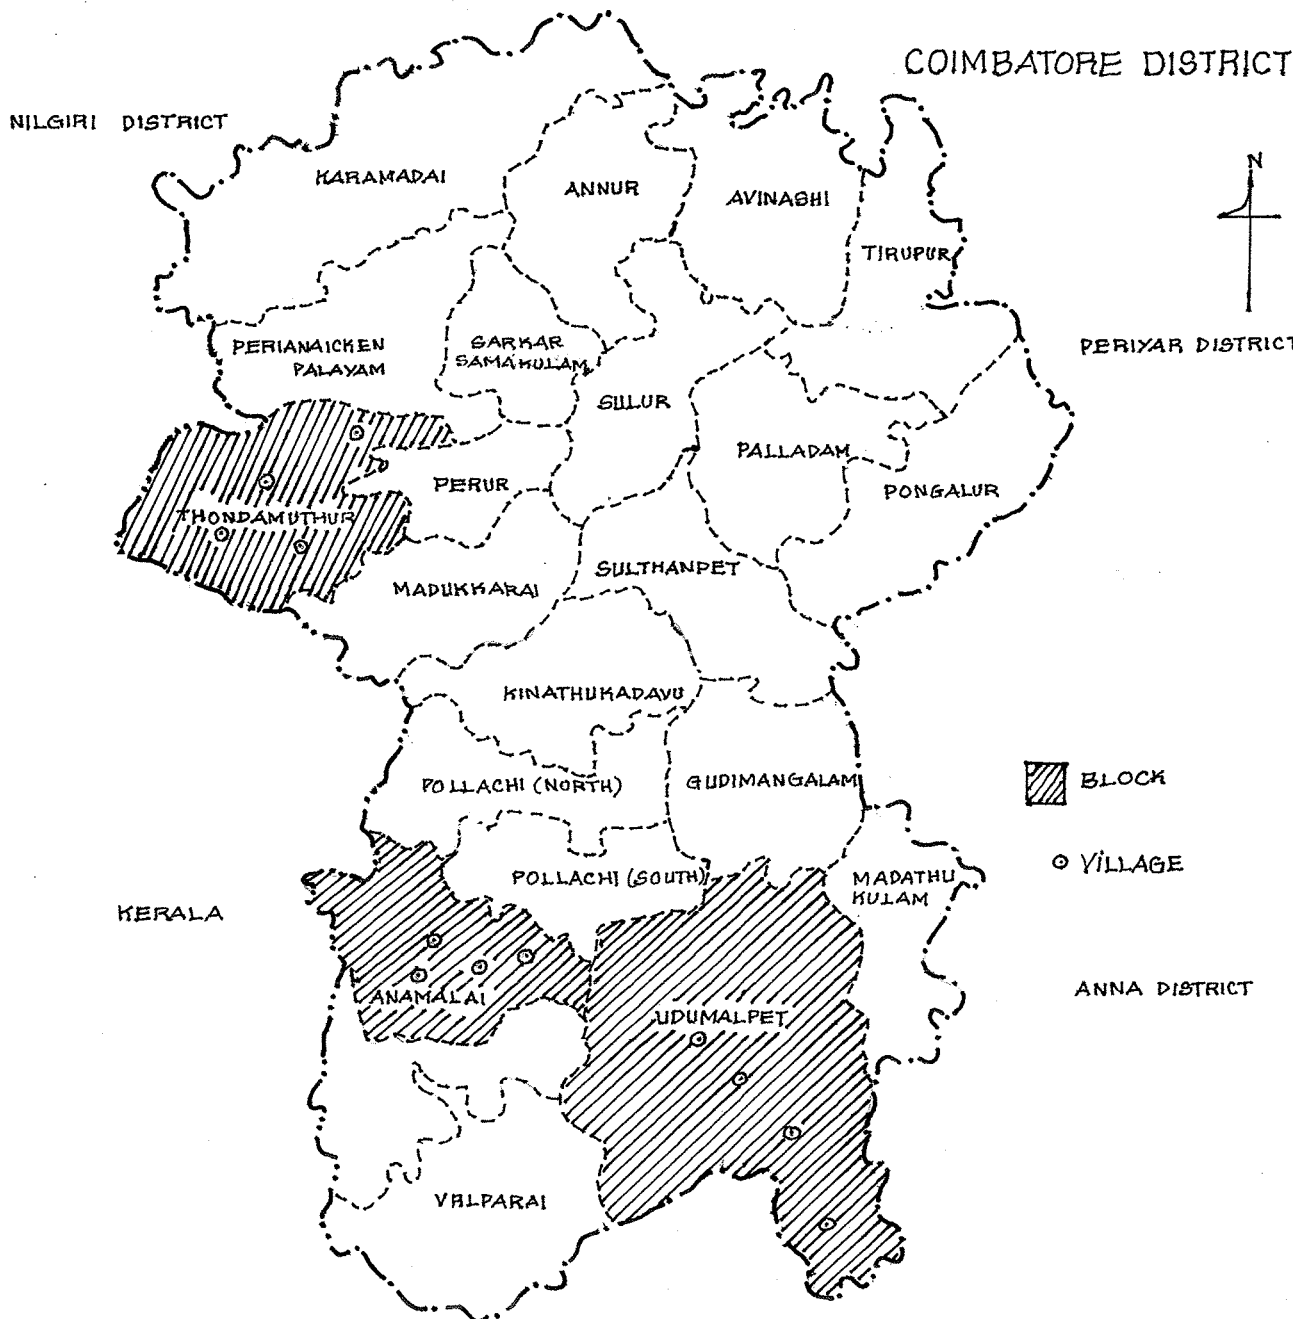 COIMBATORE DISTRICT
NILGIRI DISTRICT
N
KARAMADAI
ANNUR
AVINASHI
TIRUPUR
PERIANAICKEN
PALAYAM
SARKAR
SAMAKULAM
PERIYAR DISTRICT
SULUR
PALLADAM
PERUR
PONGALUR
THONDAMUTHUR
SULTHANPET
MADUKKARAI
KINATHUKADAVU
POLLACHI (NORTH)
GUDIMANGALAM
BLOCK
VILLAGE
POLLACHI (SOUTH)
MADATHU
KULAM
KERALA
ANAMALAI
UDUMALPET
ANNA DISTRICT
VALPARAI